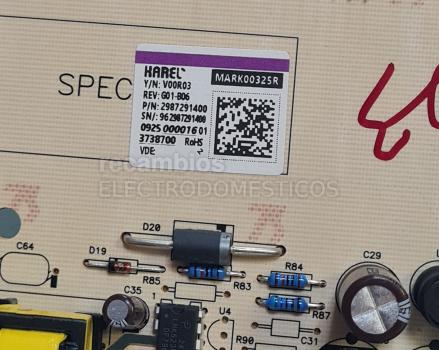 SPEC
KAREL
MARK00325R
Y/N: V00R03
REV: G01-B06
P/N: 2987291400
S/N: 962987291400
0925 000016 01
3738700 RoHS
VDE:
recambios
ELECTRODOMESTICOS
D20
C64
D19
R85
R83
R84
C29
C35
U4
R87
C31
R90